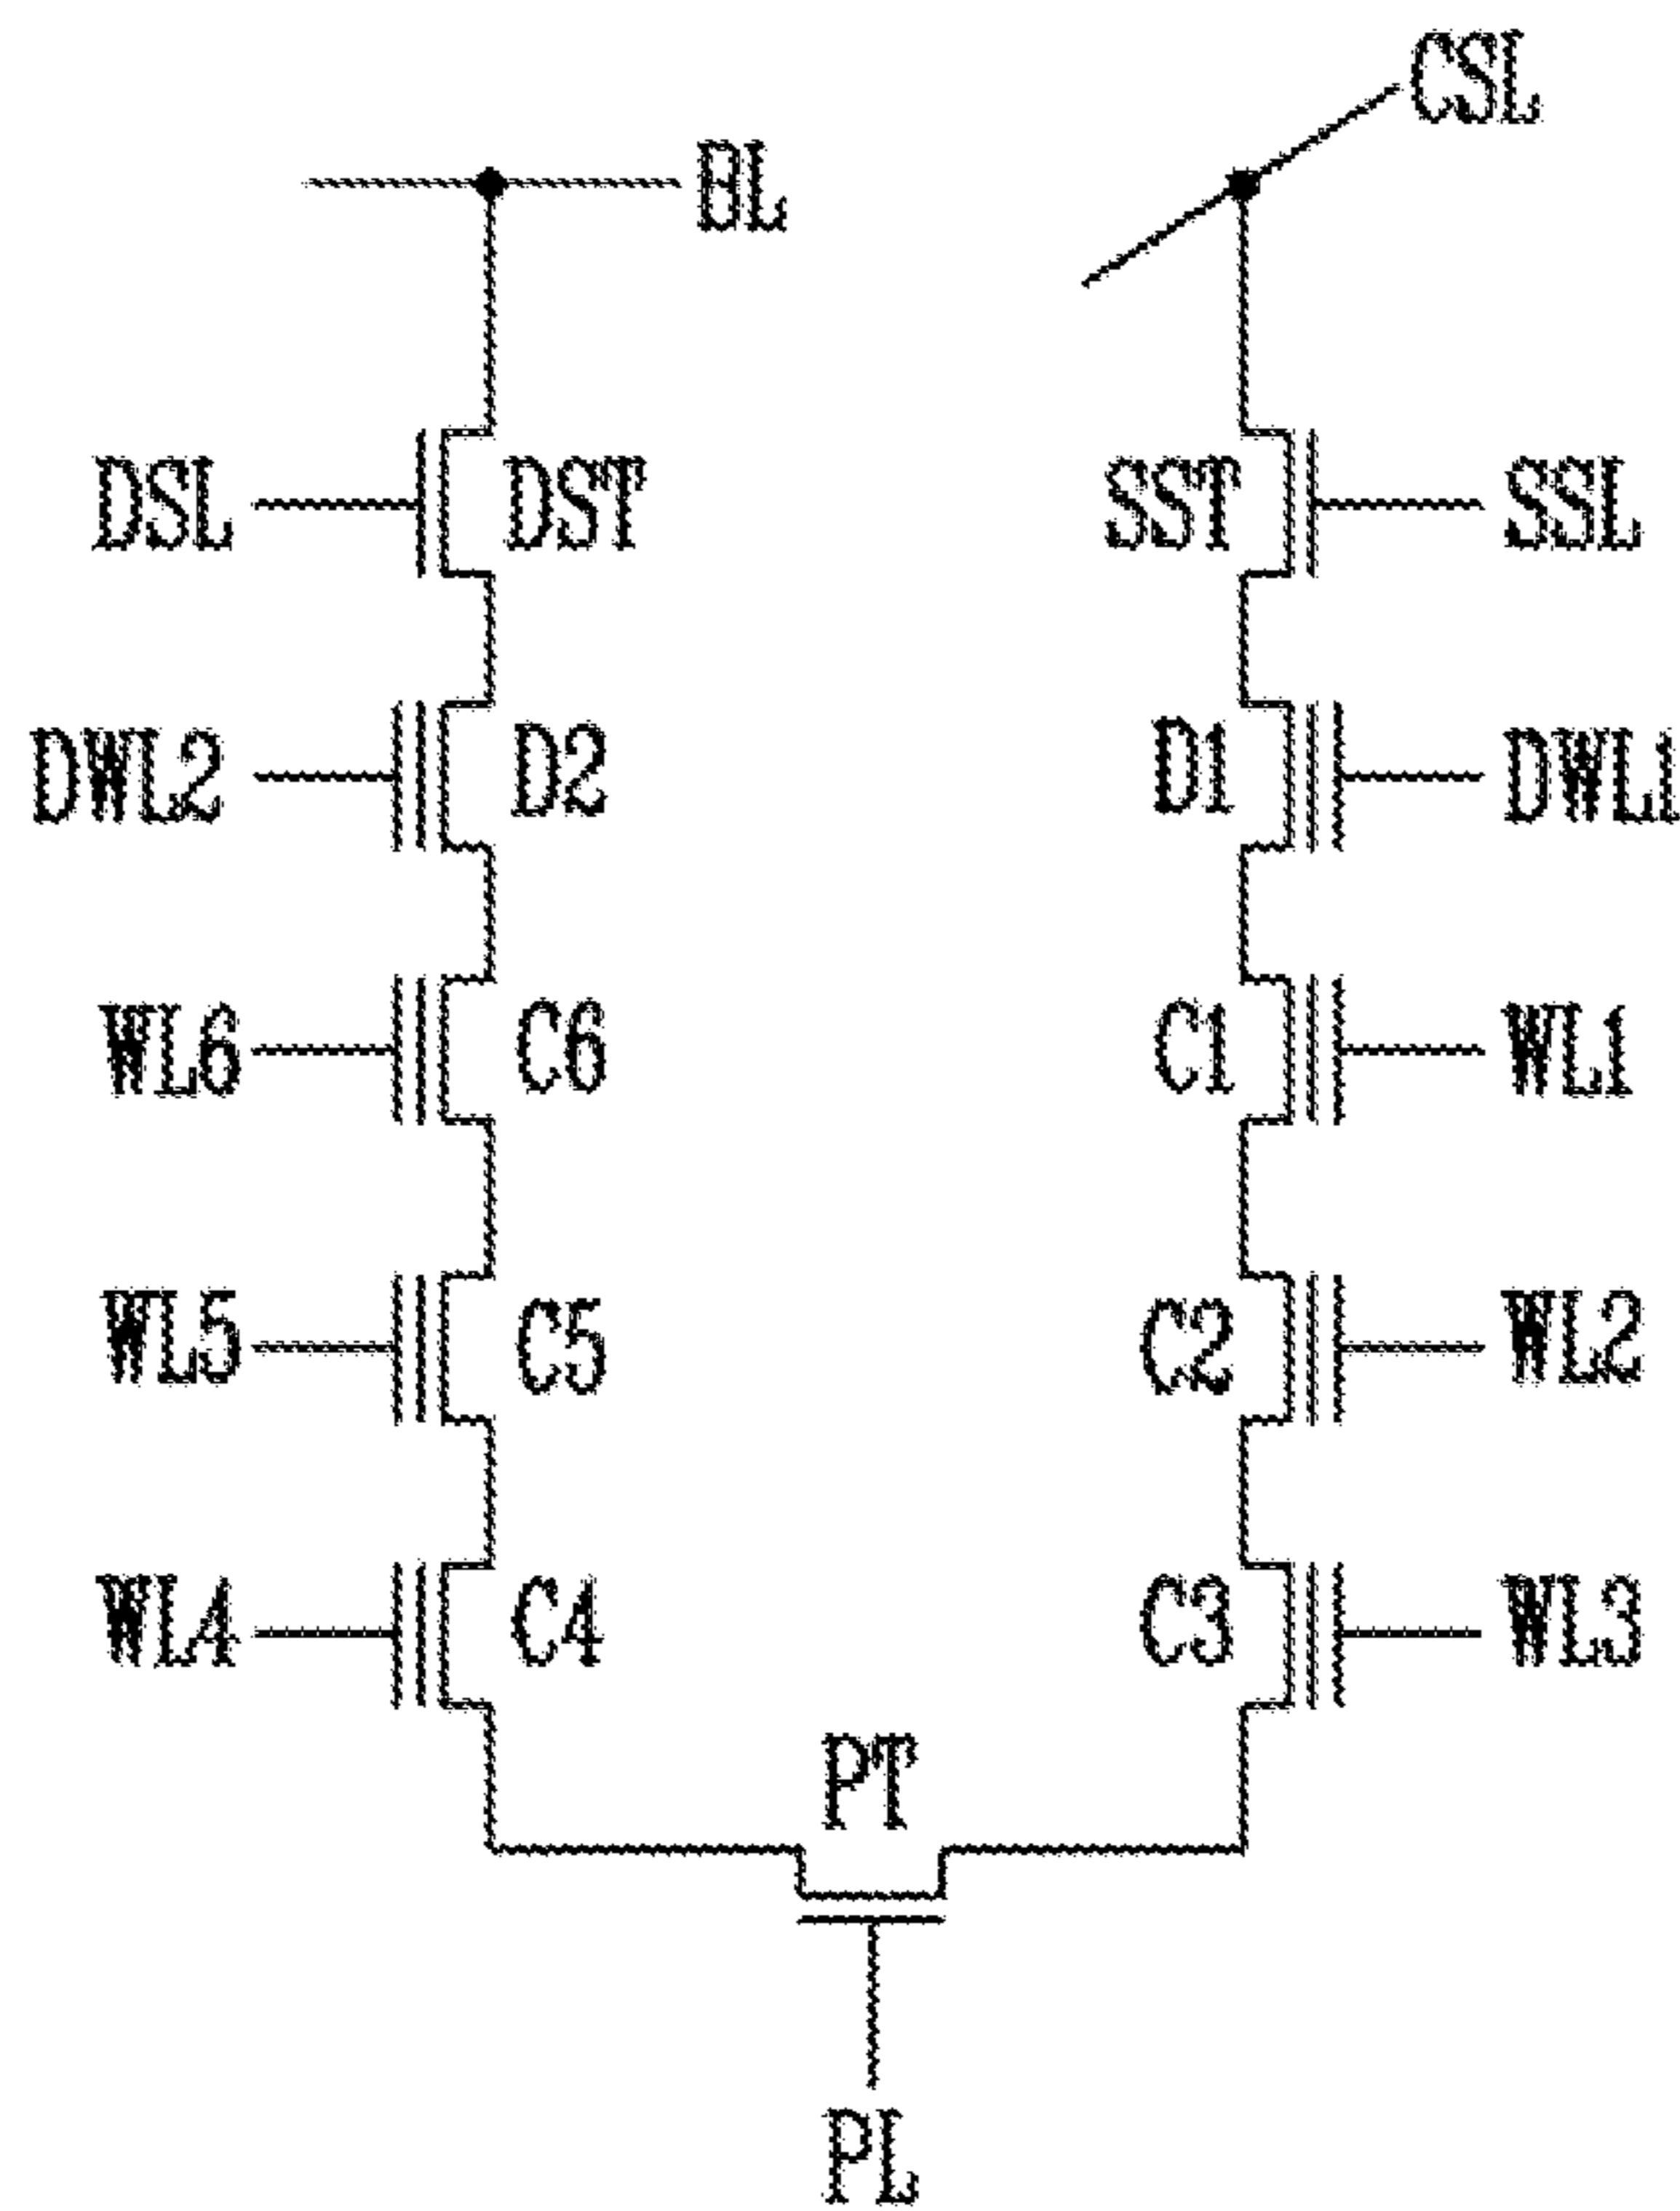 CSL
BL
DSL DST SST SSL
DWL2 D2 D1 DWL1
WL6 C6 C1 WL1
WL5 C5 C2 WL2
WL4 C4 C3 WL3
PT
PL